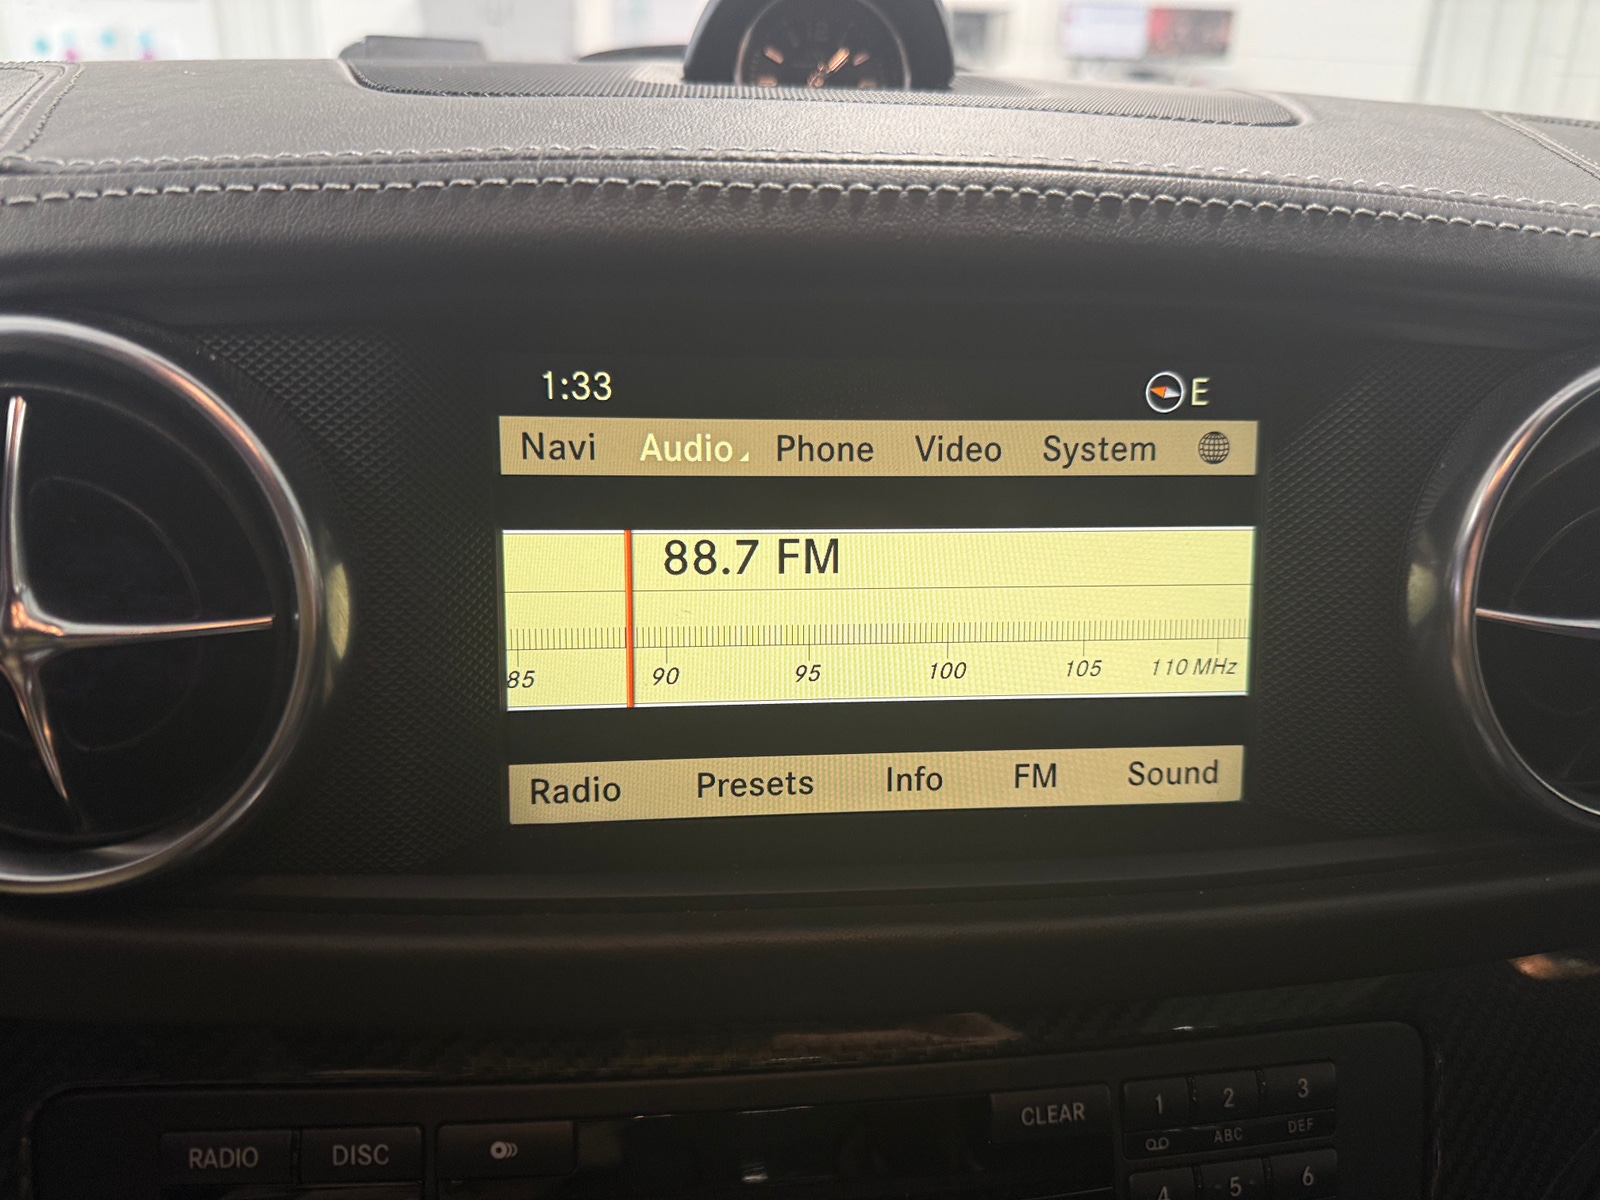 1:33 E
Navi Audio Phone Video System
88.7 FM
85 90 95 100 105 110 MHz
Radio Presets Info FM Sound
RADIO DISC CLEAR 1 2 3
ABC DEF
4 5 6